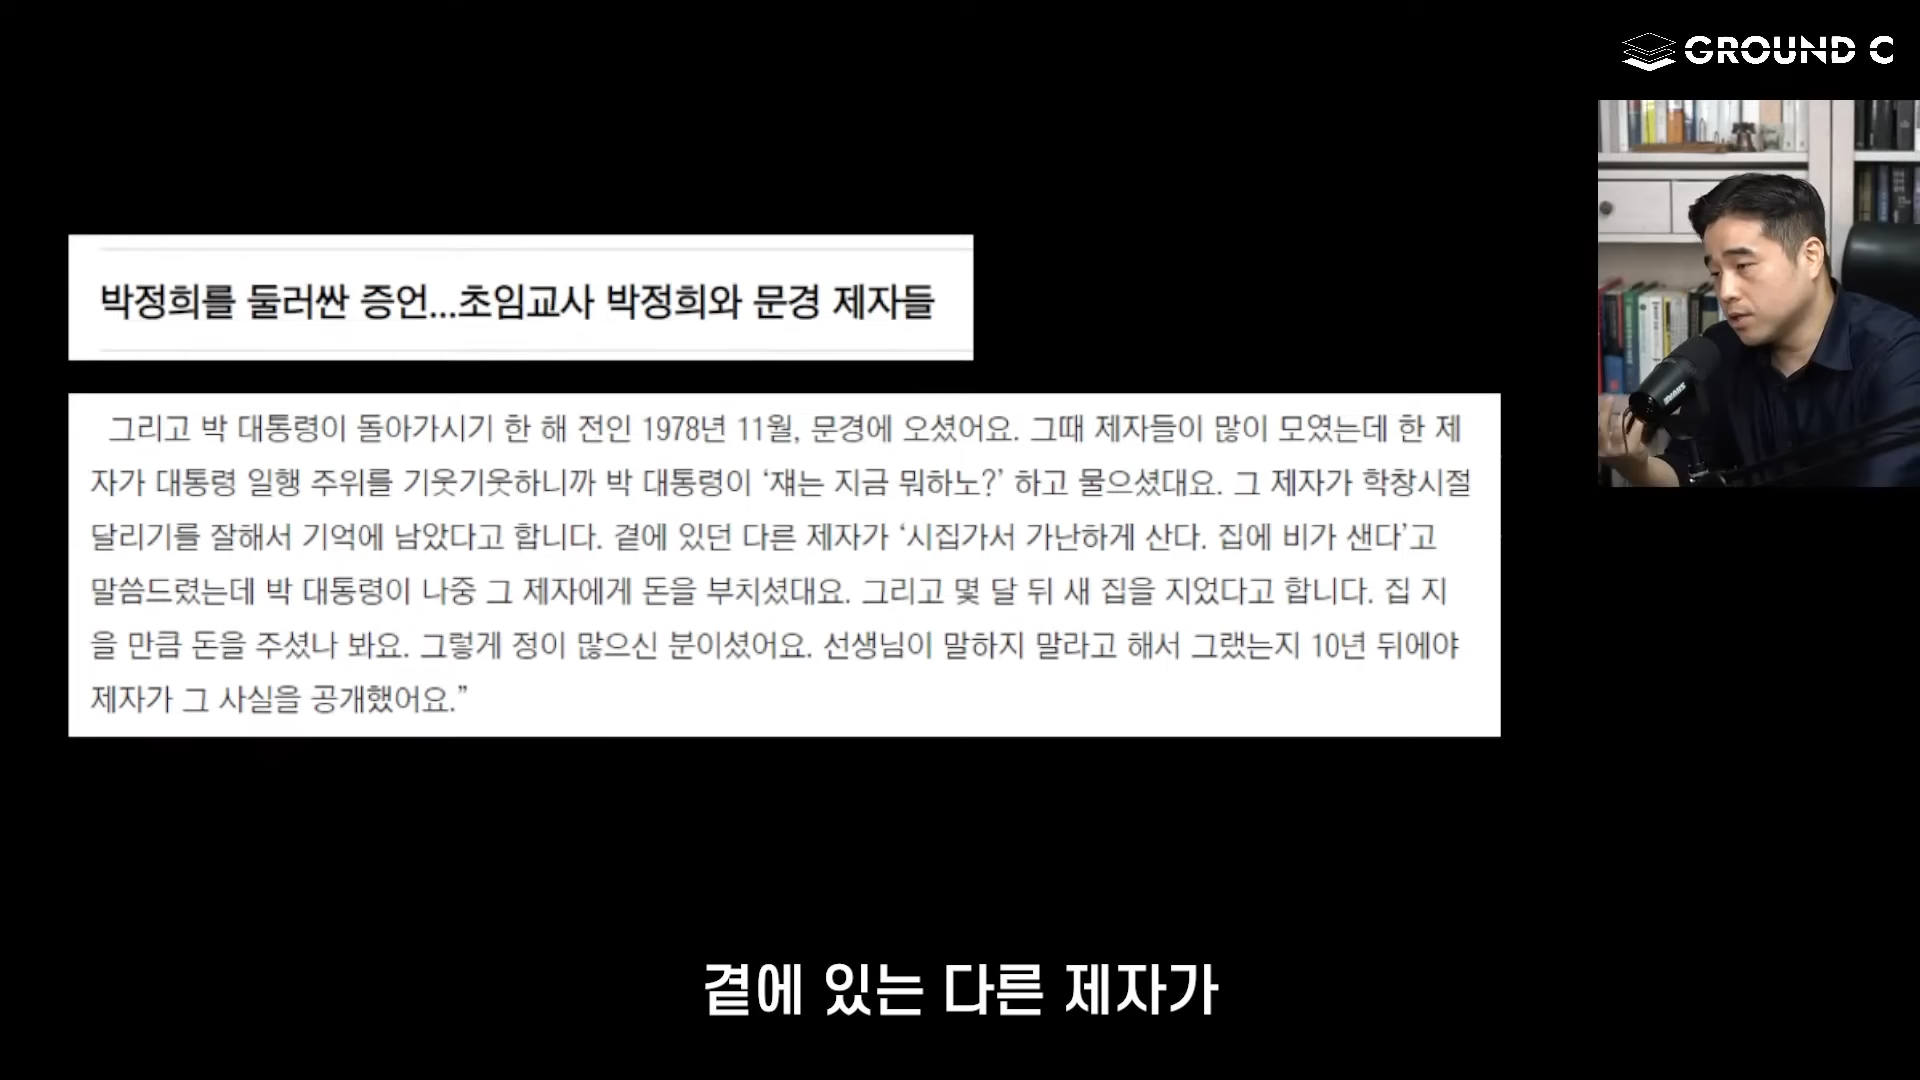 GROUND C
박정희를 둘러싼 증언...초임교사 박정희와 문경 제자들
그리고 박 대통령이 돌아가시기 한 해 전인 1978년 11월, 문경에 오셨어요. 그때 제자들이 많이 모였는데 한 제
자가 대통령 일행 주위를 기웃기웃하니까 박 대통령이 ‘쟤는 지금 뭐하노?’ 하고 물으셨대요. 그 제자가 학창시절
달리기를 잘해서 기억에 남았다고 합니다. 곁에 있던 다른 제자가 ‘시집가서 가난하게 산다. 집에 비가 샌다’고
말씀드렸는데 박 대통령이 나중 그 제자에게 돈을 부치셨대요. 그리고 몇 달 뒤 새 집을 지었다고 합니다. 집 지
을 만큼 돈을 주셨나 봐요. 그렇게 정이 많으신 분이셨어요. 선생님이 말하지 말라고 해서 그랬는지 10년 뒤에야
제자가 그 사실을 공개했어요.”
SHURE
곁에 있는 다른 제자가